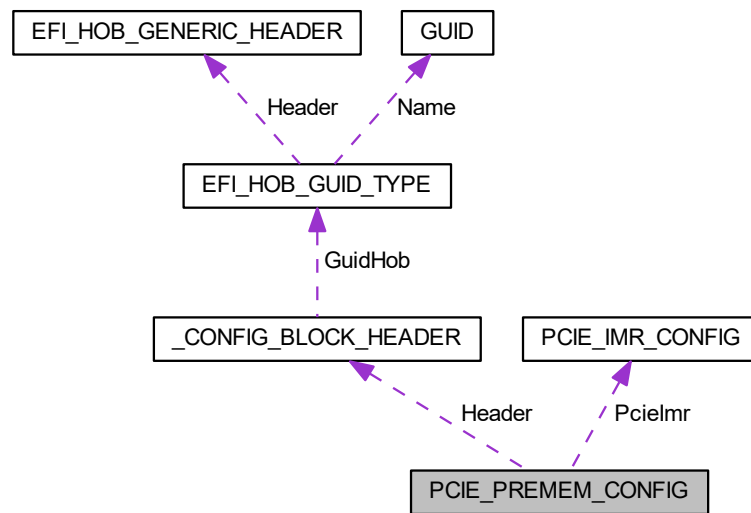 EFI_HOB_GENERIC_HEADER
GUID
Header
Name
EFI_HOB_GUID_TYPE
GuidHob
_CONFIG_BLOCK_HEADER
PCIE_IMR_CONFIG
Header
PcieImr
PCIE_PREMEM_CONFIG